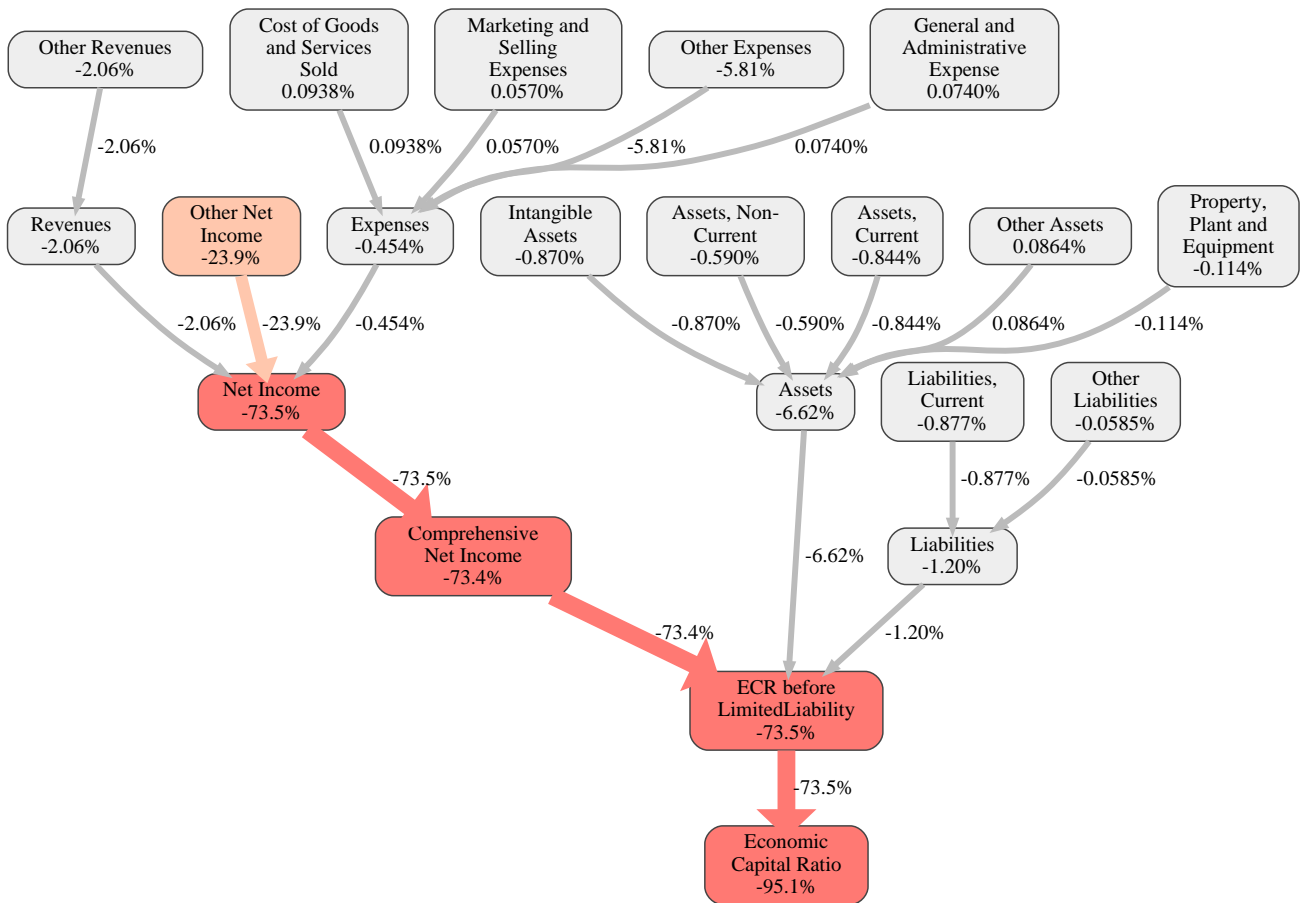 Other Revenues
-2.06%
Cost of Goods
and Services
Sold
0.0938%
Marketing and
Selling
Expenses
0.0570%
Other Expenses
-5.81%
General and
Administrative
Expense
0.0740%
-2.06%
0.0938%
0.0570%
-5.81%
0.0740%
Revenues
-2.06%
Other Net
Income
-23.9%
Expenses
-0.454%
Intangible
Assets
-0.870%
Assets, Non-
Current
-0.590%
Assets,
Current
-0.844%
Other Assets
0.0864%
Property,
Plant and
Equipment
-0.114%
-2.06%
-23.9%
-0.454%
-0.870%
-0.590%
-0.844%
0.0864%
-0.114%
Net Income
-73.5%
Assets
-6.62%
Liabilities,
Current
-0.877%
Other
Liabilities
-0.0585%
-73.5%
-0.877%
-0.0585%
Comprehensive
Net Income
-73.4%
-6.62%
Liabilities
-1.20%
-73.4%
-1.20%
ECR before
LimitedLiability
-73.5%
-73.5%
Economic
Capital Ratio
-95.1%